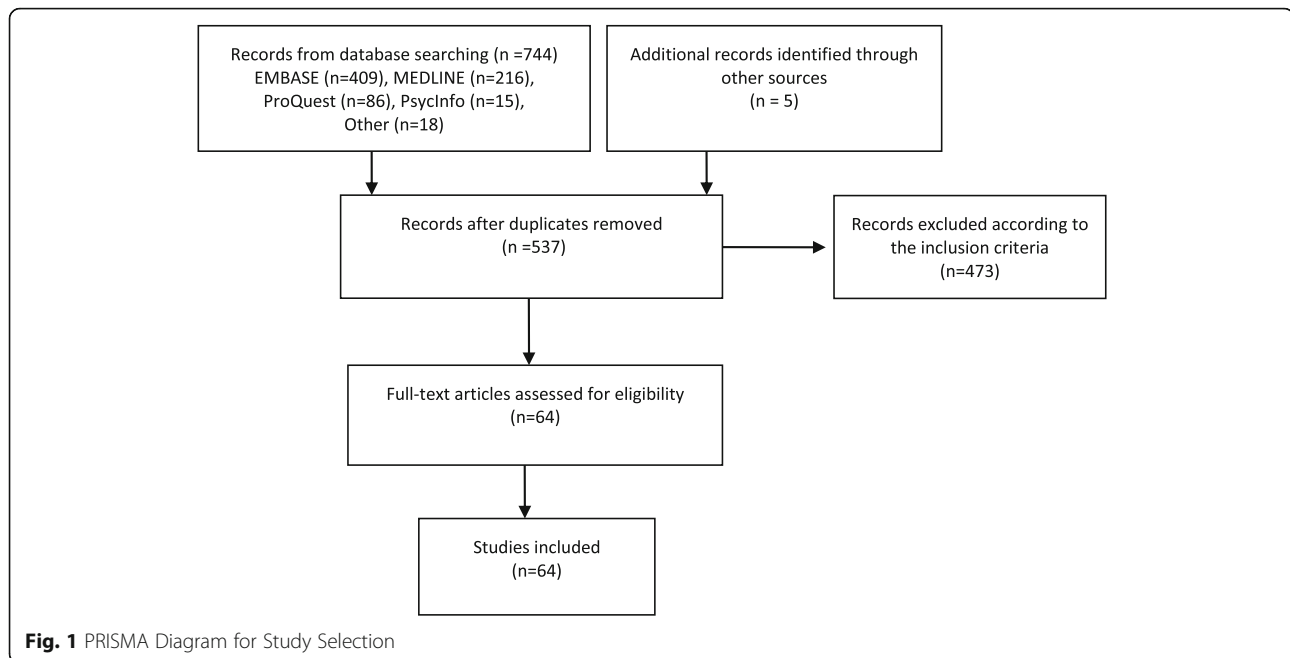 Records from database searching (n =744)
EMBASE (n=409), MEDLINE (n=216),
ProQuest (n=86), PsycInfo (n=15),
Other (n=18)
Additional records identified through
other sources
(n = 5)
Records after duplicates removed
(n =537)
Records excluded according to
the inclusion criteria
(n=473)
Full-text articles assessed for eligibility
(n=64)
Studies included
(n=64)
Fig. 1 PRISMA Diagram for Study Selection